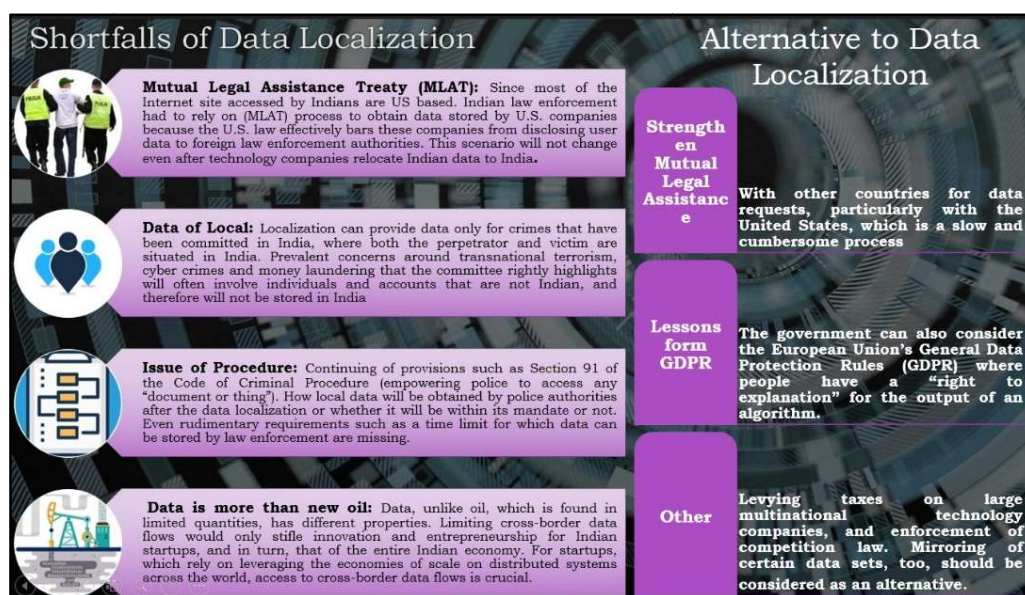 Shortfalls of Data Localization
Mutual Legal Assistance Treaty (MLAT): Since most of the
Internet site accessed by Indians are US based. Indian law enforcement
had to rely on (MLAT) process to obtain data stored by U.S. companies
because the U.S. law effectively bars these companies from disclosing user
data to foreign law enforcement authorities. This scenario will not change
even after technology companies relocate Indian data to India.
Data of Local: Localization can provide data only for crimes that have
been committed in India, where both the perpetrator and victim are
situated in India. Prevalent concerns around transnational terrorism,
cyber crimes and money laundering that the committee rightly highlights
will often involve individuals and accounts that are not Indian, and
therefore will not be stored in India
Issue of Procedure: Continuing of provisions such as Section 91 of
the Code of Criminal Procedure (empowering police to access any
“document or thing”). How local data will be obtained by police authorities
after the data localization or whether it will be within its mandate or not.
Even rudimentary requirements such as a time limit for which data can
be stored by law enforcement are missing.
Data is more than new oil: Data, unlike oil, which is found in
limited quantities, has different properties. Limiting cross-border data
flows would only stifle innovation and entrepreneurship for Indian
startups, and in turn, that of the entire Indian economy. For startups,
which rely on leveraging the economies of scale on distributed systems
across the world, access to cross-border data flows is crucial.
Alternative to Data
Localization
Strength
en
Mutual
Legal
Assistanc
e
With other countries for data
requests, particularly with the
United States, which is a slow and
cumbersome process
Lessons
form
GDPR
The government can also consider
the European Union’s General Data
Protection Rules (GDPR) where
people have a “right to
explanation” for the output of an
algorithm.
Other
Levying taxes on large
multinational technology
companies, and enforcement of
competition law. Mirroring of
certain data sets, too, should be
considered as an alternative.